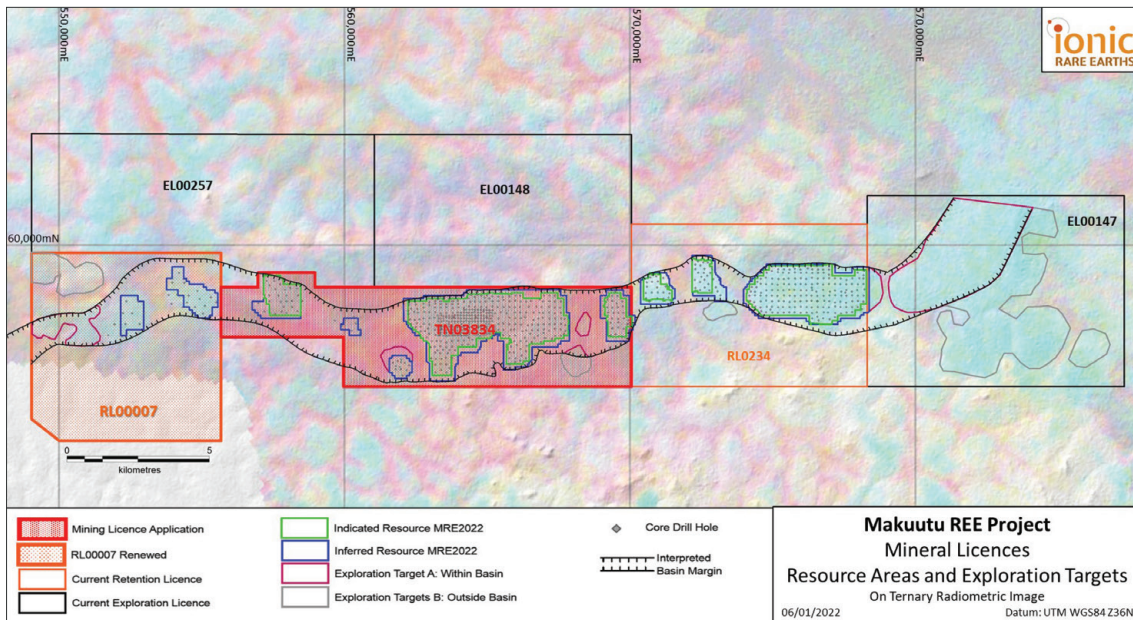 550,000mE
560,000mE
570,000mE
570,000mE
ionic
RARE EARTHS
EL00257
EL00148
EL00147
60,000mN
TN03834
RL0234
RL00007
0 5
kilometres
Mining Licence Application
RL00007 Renewed
Current Retention Licence
Current Exploration Licence
Indicated Resource MRE2022
Inferred Resource MRE2022
Exploration Target A: Within Basin
Exploration Targets B: Outside Basin
Core Drill Hole
Interpreted
Basin Margin
Makuutu REE Project
Mineral Licences
Resource Areas and Exploration Targets
On Ternary Radiometric Image
06/01/2022 Datum: UTM WGS84 Z36N